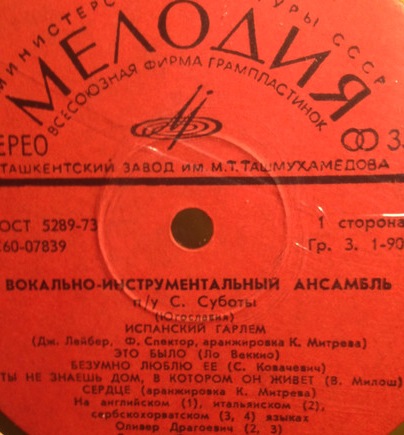 МИНИСТЕРС ТУРЫ СССР
МЕЛОДИЯ
ВСЕСОЮЗНАЯ ФИРМА ГРАМПЛАСТИНОК
ЕРЕО 33
ТАШКЕНТСКИЙ ЗАВОД ИМ. М.Т.ТАШМУХАМЕДОВА
ОСТ 5289-73 1 сторона
С60-07839 Гр. 3. 1-90
ВОКАЛЬНО-ИНСТРУМЕНТАЛЬНЫЙ АНСАМБЛЬ
п/у С. Суботы
(Югославия)
ИСПАНСКИЙ ГАРЛЕМ
(Дж. Лайбер, Ф. Спектор, аранжировка К. Митрева)
ЭТО БЫЛО (Ло Веккио)
БЕЗУМНО ЛЮБЛЮ ЕЕ (С. Ковачевич)
ТЫ НЕ ЗНАЕШЬ ДОМ, В КОТОРОМ ОН ЖИВЕТ (В. Милош)
СЕРДЦЕ (аранжировка К. Митрева)
На английском (1), итальянском (2),
сербскохорватском (3, 4) языках
Оливер Драгоевич (2, 3)